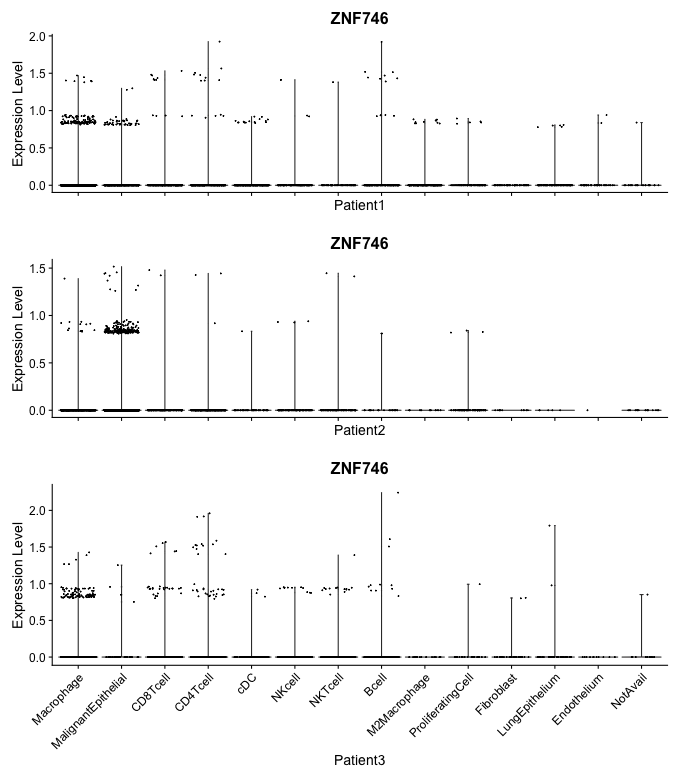 ZNF746
Expression Level
2.0
1.5
1.0
0.5
0.0
Patient1
ZNF746
Expression Level
1.5
1.0
0.5
0.0
Patient2
ZNF746
Expression Level
2.0
1.5
1.0
0.5
0.0
Macrophage
MalignantEpithelial
CD8Tcell
CD4Tcell
cDC
NKcell
NKTcell
Bcell
M2Macrophage
ProliferatingCell
Fibroblast
LungEpithelium
Endothelium
NotAvail
Patient3